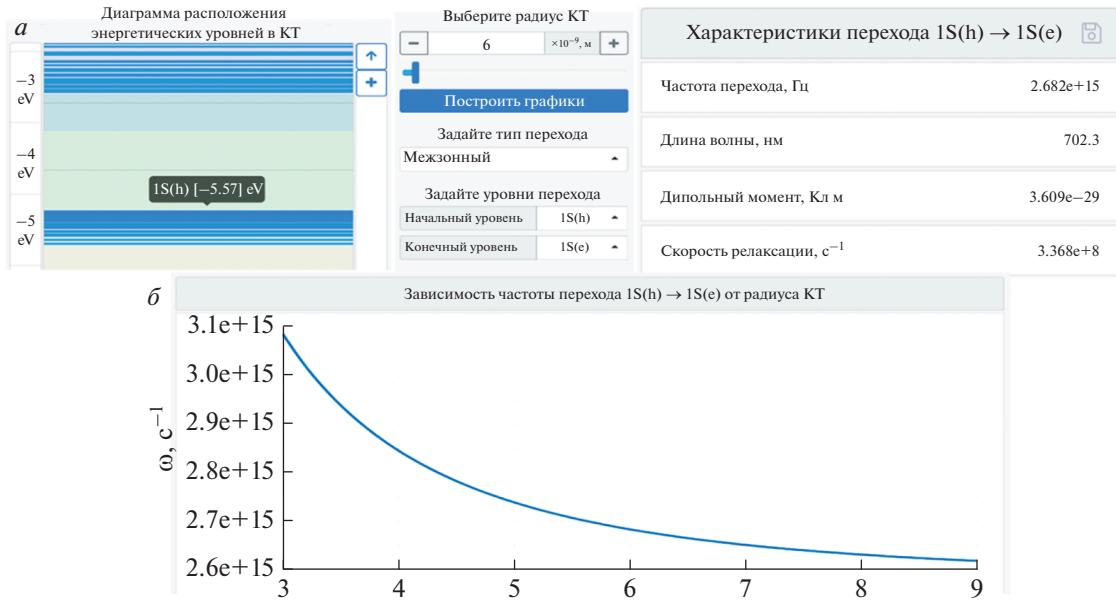 а
Диаграмма расположения
энергетических уровней в КТ
−3
eV
−4
eV
1S(h) [−5.57] eV
−5
eV
Выберите радиус КТ
− 6 ×10⁻⁹, м +
Построить графики
Задайте тип перехода
Межзонный
Задайте уровни перехода
Начальный уровень 1S(h)
Конечный уровень 1S(e)
Характеристики перехода 1S(h) → 1S(e)
Частота перехода, Гц 2.682e+15
Длина волны, нм 702.3
Дипольный момент, Кл м 3.609e−29
Скорость релаксации, с⁻¹ 3.368e+8
б
Зависимость частоты перехода 1S(h) → 1S(e) от радиуса КТ
ω, с⁻¹
3.1e+15
3.0e+15
2.9e+15
2.8e+15
2.7e+15
2.6e+15
3 4 5 6 7 8 9